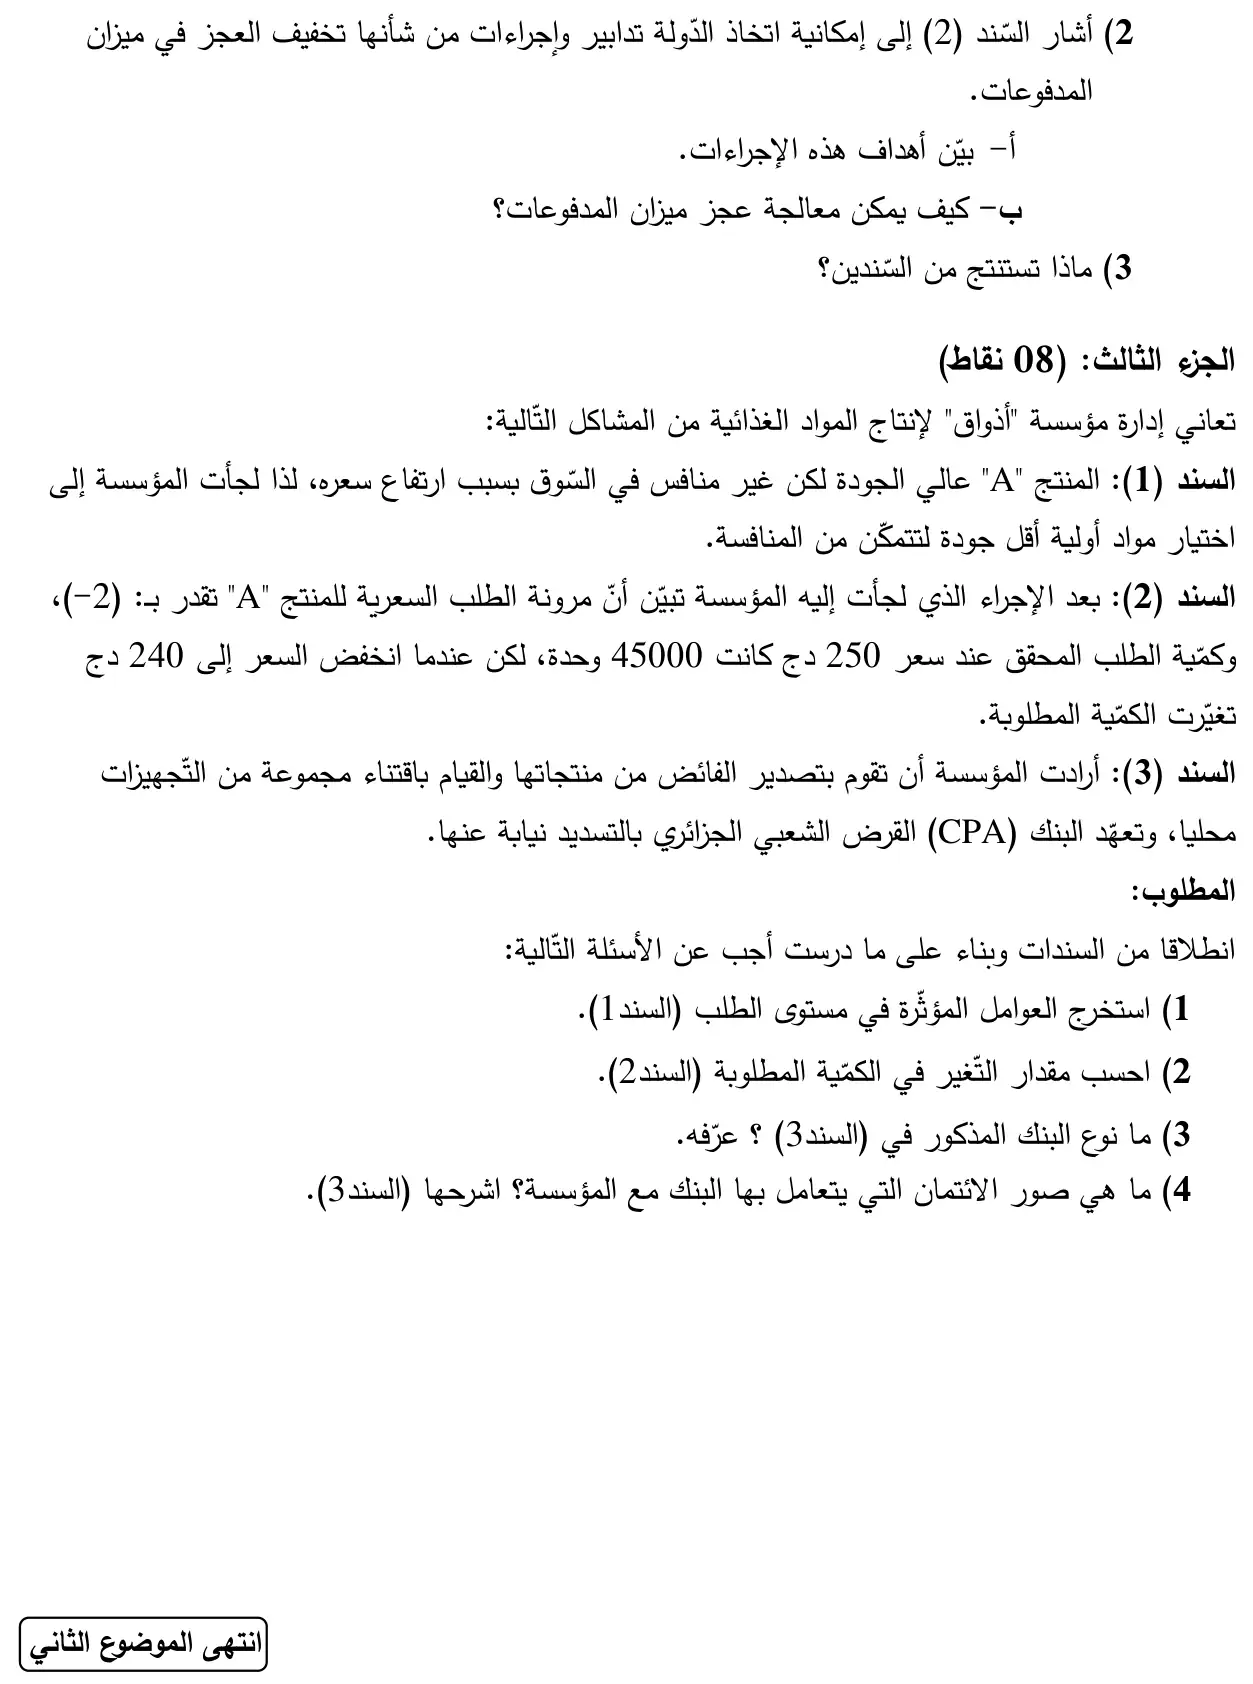 2) أشار السّند (2) إلى إمكانية اتخاذ الدّولة تدابير وإجراءات من شأنها تخفيف العجز في ميزان
المدفوعات.
أ- بيّن أهداف هذه الإجراءات.
ب- كيف يمكن معالجة عجز ميزان المدفوعات؟
3) ماذا تستنتج من السّندين؟
الجزء الثالث: (08 نقاط)
تعاني إدارة مؤسسة "أذواق" لإنتاج المواد الغذائية من المشاكل التّالية:
السند (1): المنتج "A" عالي الجودة لكن غير منافس في السّوق بسبب ارتفاع سعره، لذا لجأت المؤسسة إلى
اختيار مواد أولية أقل جودة لتتمكّن من المنافسة.
السند (2): بعد الإجراء الذي لجأت إليه المؤسسة تبيّن أنّ مرونة الطلب السعرية للمنتج "A" تقدر بـ: (2-)،
وكمّية الطلب المحقق عند سعر 250 دج كانت 45000 وحدة، لكن عندما انخفض السعر إلى 240 دج
تغيّرت الكمّية المطلوبة.
السند (3): أرادت المؤسسة أن تقوم بتصدير الفائض من منتجاتها والقيام باقتناء مجموعة من التّجهيزات
محليا، وتعهّد البنك (CPA) القرض الشعبي الجزائري بالتسديد نيابة عنها.
المطلوب:
انطلاقا من السندات وبناء على ما درست أجب عن الأسئلة التّالية:
1) استخرج العوامل المؤثّرة في مستوى الطلب (السند1).
2) احسب مقدار التّغير في الكمّية المطلوبة (السند2).
3) ما نوع البنك المذكور في (السند3) ؟ عرّفه.
4) ما هي صور الائتمان التي يتعامل بها البنك مع المؤسسة؟ اشرحها (السند3).
انتهى الموضوع الثاني